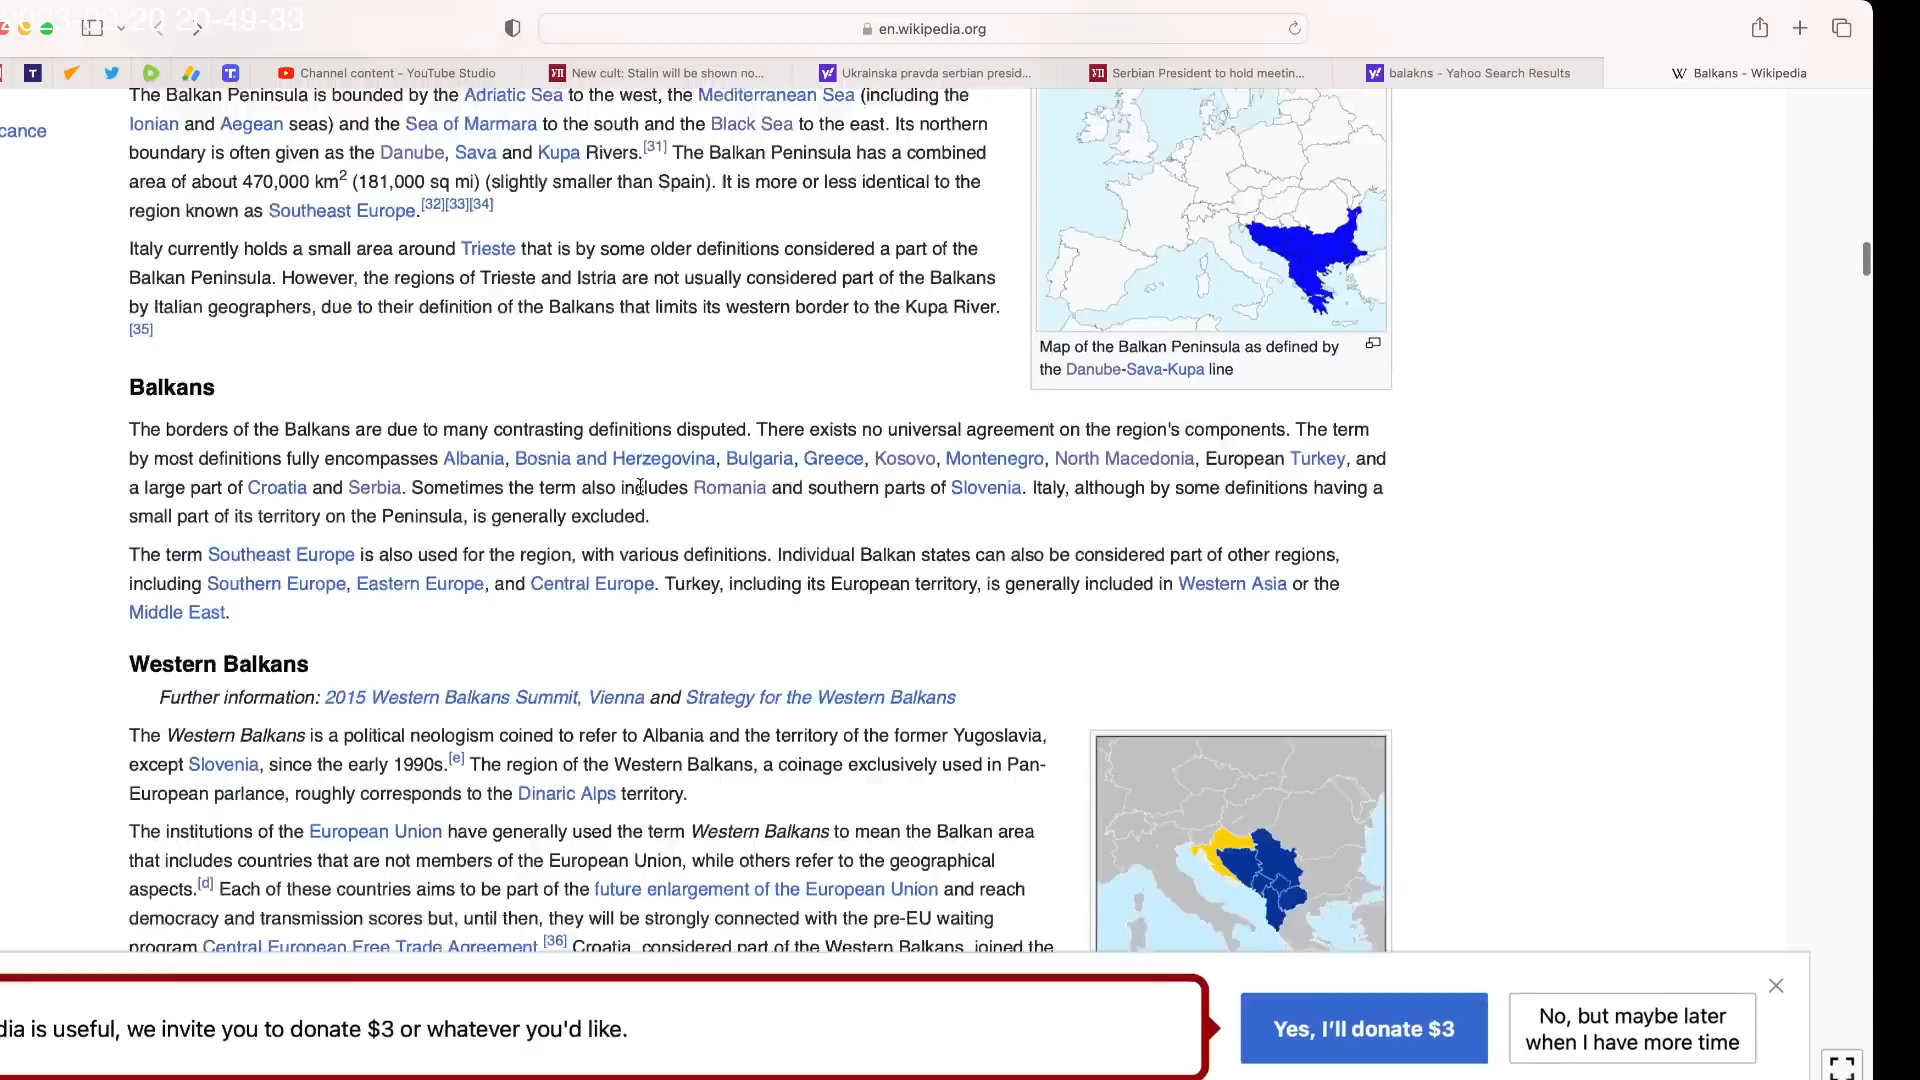 2023-02-20 20-49-33
en.wikipedia.org
Channel content - YouTube Studio
New cult: Stalin will be shown no...
Ukrainska pravda serbian presid...
Serbian President to hold meetin...
balakns - Yahoo Search Results
Balkans - Wikipedia
cance
The Balkan Peninsula is bounded by the Adriatic Sea to the west, the Mediterranean Sea (including the
Ionian and Aegean seas) and the Sea of Marmara to the south and the Black Sea to the east. Its northern
boundary is often given as the Danube, Sava and Kupa Rivers.[31] The Balkan Peninsula has a combined
area of about 470,000 km2 (181,000 sq mi) (slightly smaller than Spain). It is more or less identical to the
region known as Southeast Europe.[32][33][34]
Italy currently holds a small area around Trieste that is by some older definitions considered a part of the
Balkan Peninsula. However, the regions of Trieste and Istria are not usually considered part of the Balkans
by Italian geographers, due to their definition of the Balkans that limits its western border to the Kupa River.
[35]
Map of the Balkan Peninsula as defined by
the Danube-Sava-Kupa line
Balkans
The borders of the Balkans are due to many contrasting definitions disputed. There exists no universal agreement on the region's components. The term
by most definitions fully encompasses Albania, Bosnia and Herzegovina, Bulgaria, Greece, Kosovo, Montenegro, North Macedonia, European Turkey, and
a large part of Croatia and Serbia. Sometimes the term also includes Romania and southern parts of Slovenia. Italy, although by some definitions having a
small part of its territory on the Peninsula, is generally excluded.
The term Southeast Europe is also used for the region, with various definitions. Individual Balkan states can also be considered part of other regions,
including Southern Europe, Eastern Europe, and Central Europe. Turkey, including its European territory, is generally included in Western Asia or the
Middle East.
Western Balkans
Further information: 2015 Western Balkans Summit, Vienna and Strategy for the Western Balkans
The Western Balkans is a political neologism coined to refer to Albania and the territory of the former Yugoslavia,
except Slovenia, since the early 1990s.[e] The region of the Western Balkans, a coinage exclusively used in Pan-
European parlance, roughly corresponds to the Dinaric Alps territory.
The institutions of the European Union have generally used the term Western Balkans to mean the Balkan area
that includes countries that are not members of the European Union, while others refer to the geographical
aspects.[d] Each of these countries aims to be part of the future enlargement of the European Union and reach
democracy and transmission scores but, until then, they will be strongly connected with the pre-EU waiting
program Central European Free Trade Agreement.[36] Croatia, considered part of the Western Balkans, joined the
dia is useful, we invite you to donate $3 or whatever you'd like.
Yes, I'll donate $3
No, but maybe later
when I have more time